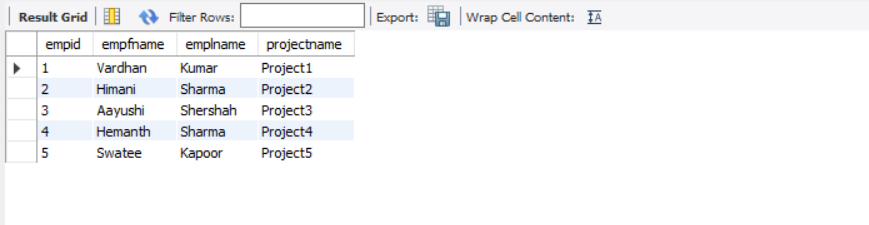 Result Grid Filter Rows: Export: Wrap Cell Content: IA
empid empfname emplname projectname
1 Vardhan Kumar Project1
2 Himani Sharma Project2
3 Aayushi Shershah Project3
4 Hemanth Sharma Project4
5 Swatee Kapoor Project5